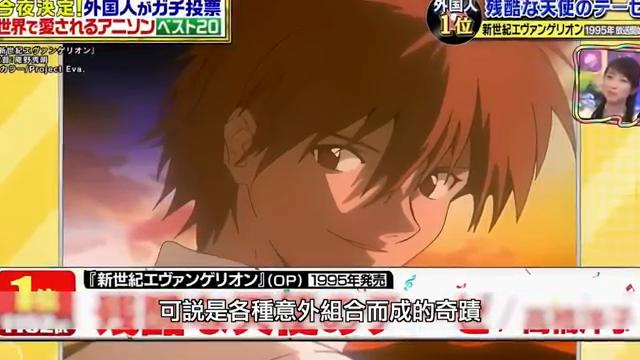 今夜決定!外国人がガチ投票
世界で愛されるアニソンベスト20
外国人
1位
残酷な天使のテーゼ
新世紀エヴァンゲリオン
1995年放送開始
新世紀エヴァンゲリオン』
カラー/Project Eva.
『新世紀エヴァンゲリオン』(OP) 1995年発売
1位
可説是各種意外組合而成的奇蹟